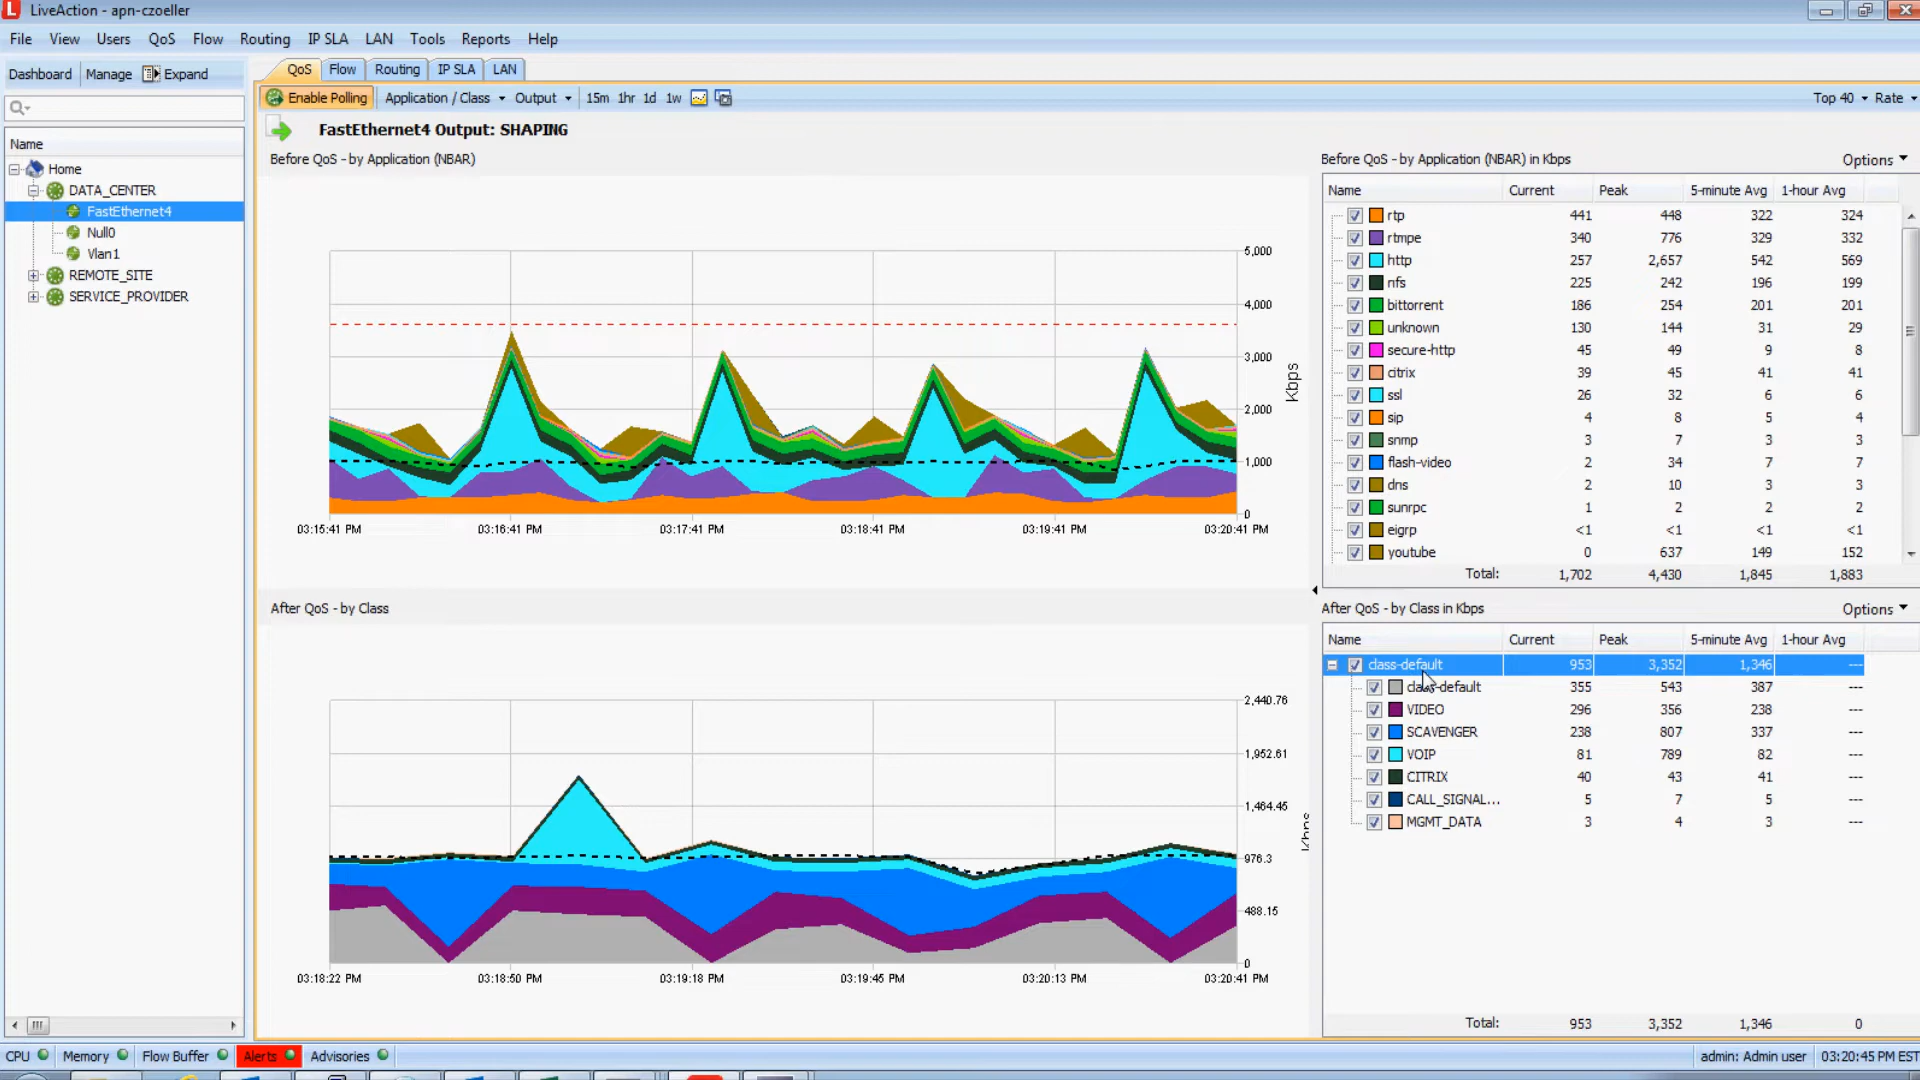 LiveAction - apn-czoeller
File View Users QoS Flow Routing IP SLA LAN Tools Reports Help
Dashboard Manage Expand
QoS Flow Routing IP SLA LAN
Enable Polling Application / Class Output 15m 1hr 1d 1w Top 40 Rate
FastEthernet4 Output: SHAPING
Name
Home
DATA_CENTER
FastEthernet4
Null0
Vlan1
REMOTE_SITE
SERVICE_PROVIDER
Before QoS - by Application (NBAR)
5,000
4,000
3,000
2,000
1,000
0
Kbps
03:15:41 PM 03:16:41 PM 03:17:41 PM 03:18:41 PM 03:19:41 PM 03:20:41 PM
Before QoS - by Application (NBAR) in Kbps Options
Name Current Peak 5-minute Avg 1-hour Avg
rtp 441 448 322 324
rtmpe 340 776 329 332
http 257 2,657 542 569
nfs 225 242 196 199
bittorrent 186 254 201 201
unknown 130 144 31 29
secure-http 45 49 9 8
citrix 39 45 41 41
ssl 26 32 6 6
sip 4 8 5 4
snmp 3 7 3 3
flash-video 2 34 7 7
dns 2 10 3 3
sunrpc 1 2 2 2
eigrp <1 <1 <1 <1
youtube 0 637 149 152
Total: 1,702 4,430 1,845 1,883
After QoS - by Class
2,440.76
1,952.61
1,464.45
976.3
488.15
0
Kbps
03:18:22 PM 03:18:50 PM 03:19:18 PM 03:19:45 PM 03:20:13 PM 03:20:41 PM
After QoS - by Class in Kbps Options
Name Current Peak 5-minute Avg 1-hour Avg
class-default 953 3,352 1,346 ---
class-default 355 543 387 ---
VIDEO 296 356 238 ---
SCAVENGER 238 807 337 ---
VOIP 81 789 82 ---
CITRIX 40 43 41 ---
CALL_SIGNAL... 5 7 5 ---
MGMT_DATA 3 4 3 ---
Total: 953 3,352 1,346 0
CPU Memory Flow Buffer Alerts Advisories admin: Admin user 03:20:45 PM EST